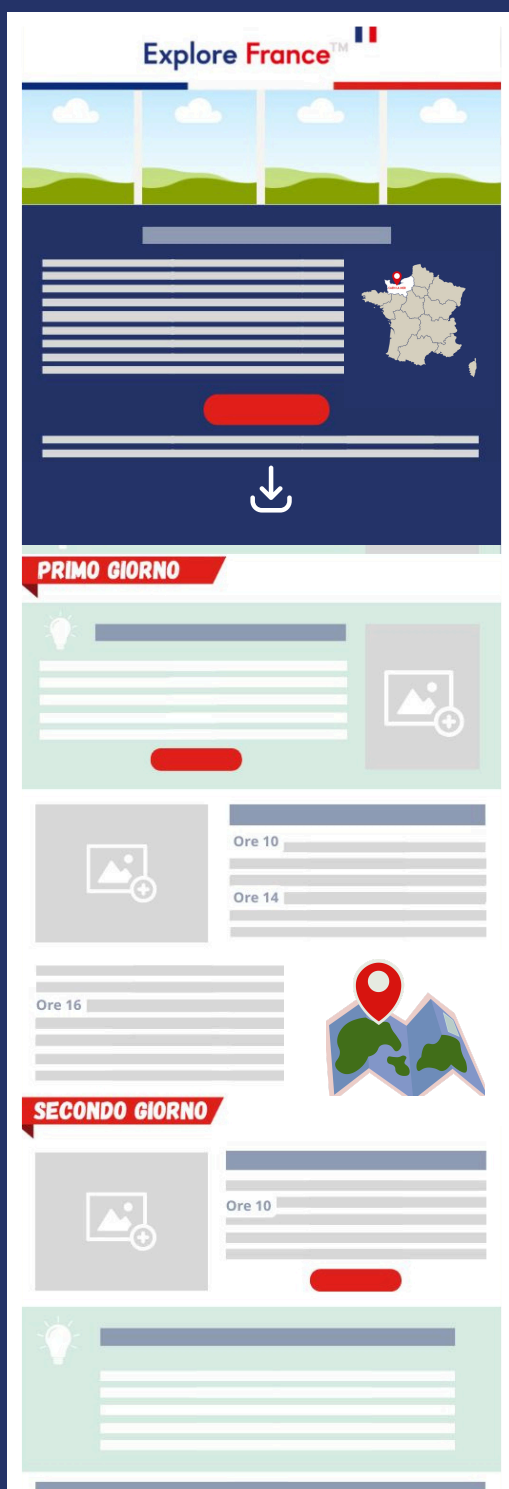 Explore France™
PRIMO GIORNO
Ore 10
Ore 14
Ore 16
SECONDO GIORNO
Ore 10